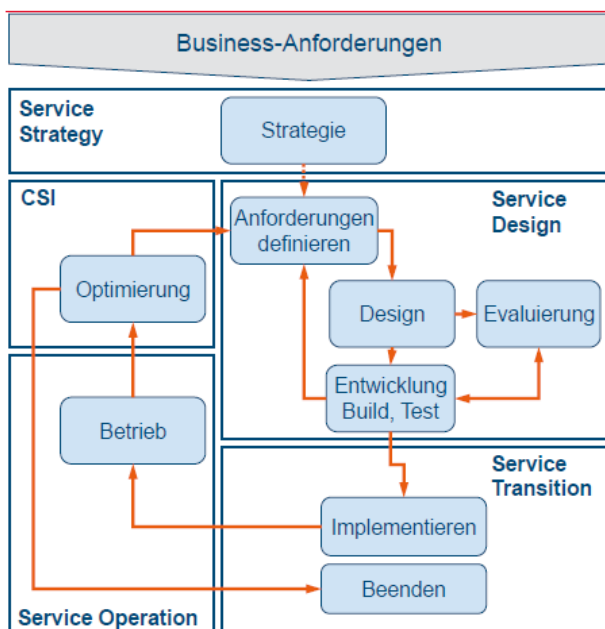 Business-Anforderungen
Service
Strategy
Strategie
CSI
Service
Design
Anforderungen
definieren
Optimierung
Design
Evaluierung
Entwicklung
Build, Test
Betrieb
Service
Transition
Implementieren
Beenden
Service Operation